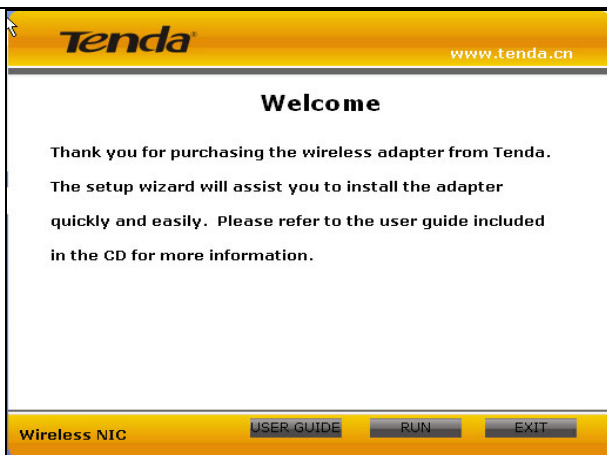 Tenda
www.tenda.cn
Welcome
Thank you for purchasing the wireless adapter from Tenda.
The setup wizard will assist you to install the adapter
quickly and easily. Please refer to the user guide included
in the CD for more information.
Wireless NIC
USER GUIDE
RUN
EXIT